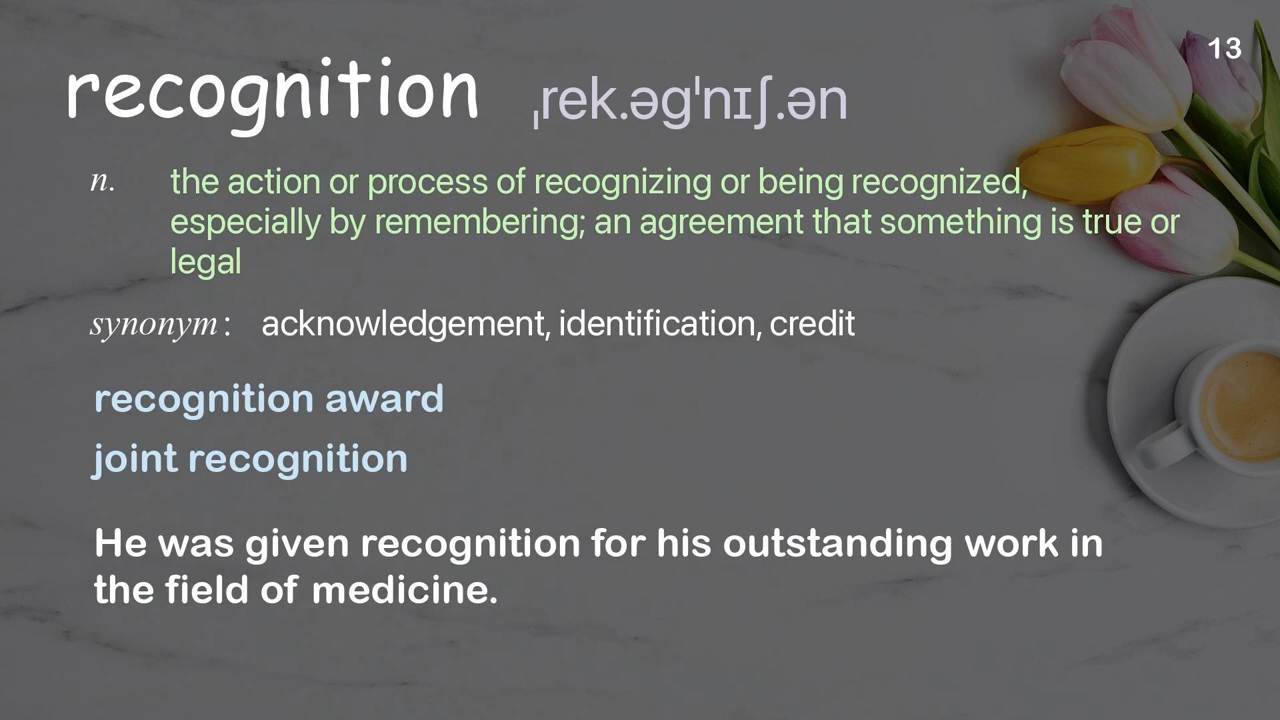 13
recognition ˌrek.əgˈnɪʃ.ən
n. the action or process of recognizing or being recognized,
especially by remembering; an agreement that something is true or
legal
synonym: acknowledgement, identification, credit
recognition award
joint recognition
He was given recognition for his outstanding work in
the field of medicine.